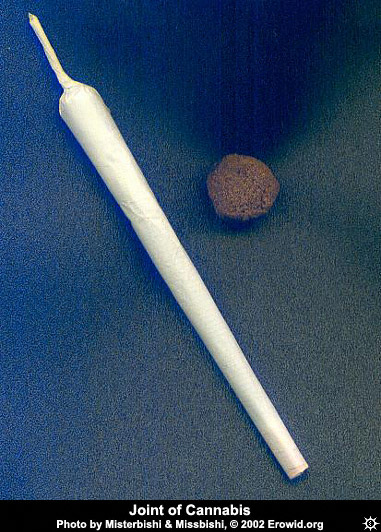 Joint of Cannabis
Photo by Misterbishi & Missbishi, © 2002 Erowid.org